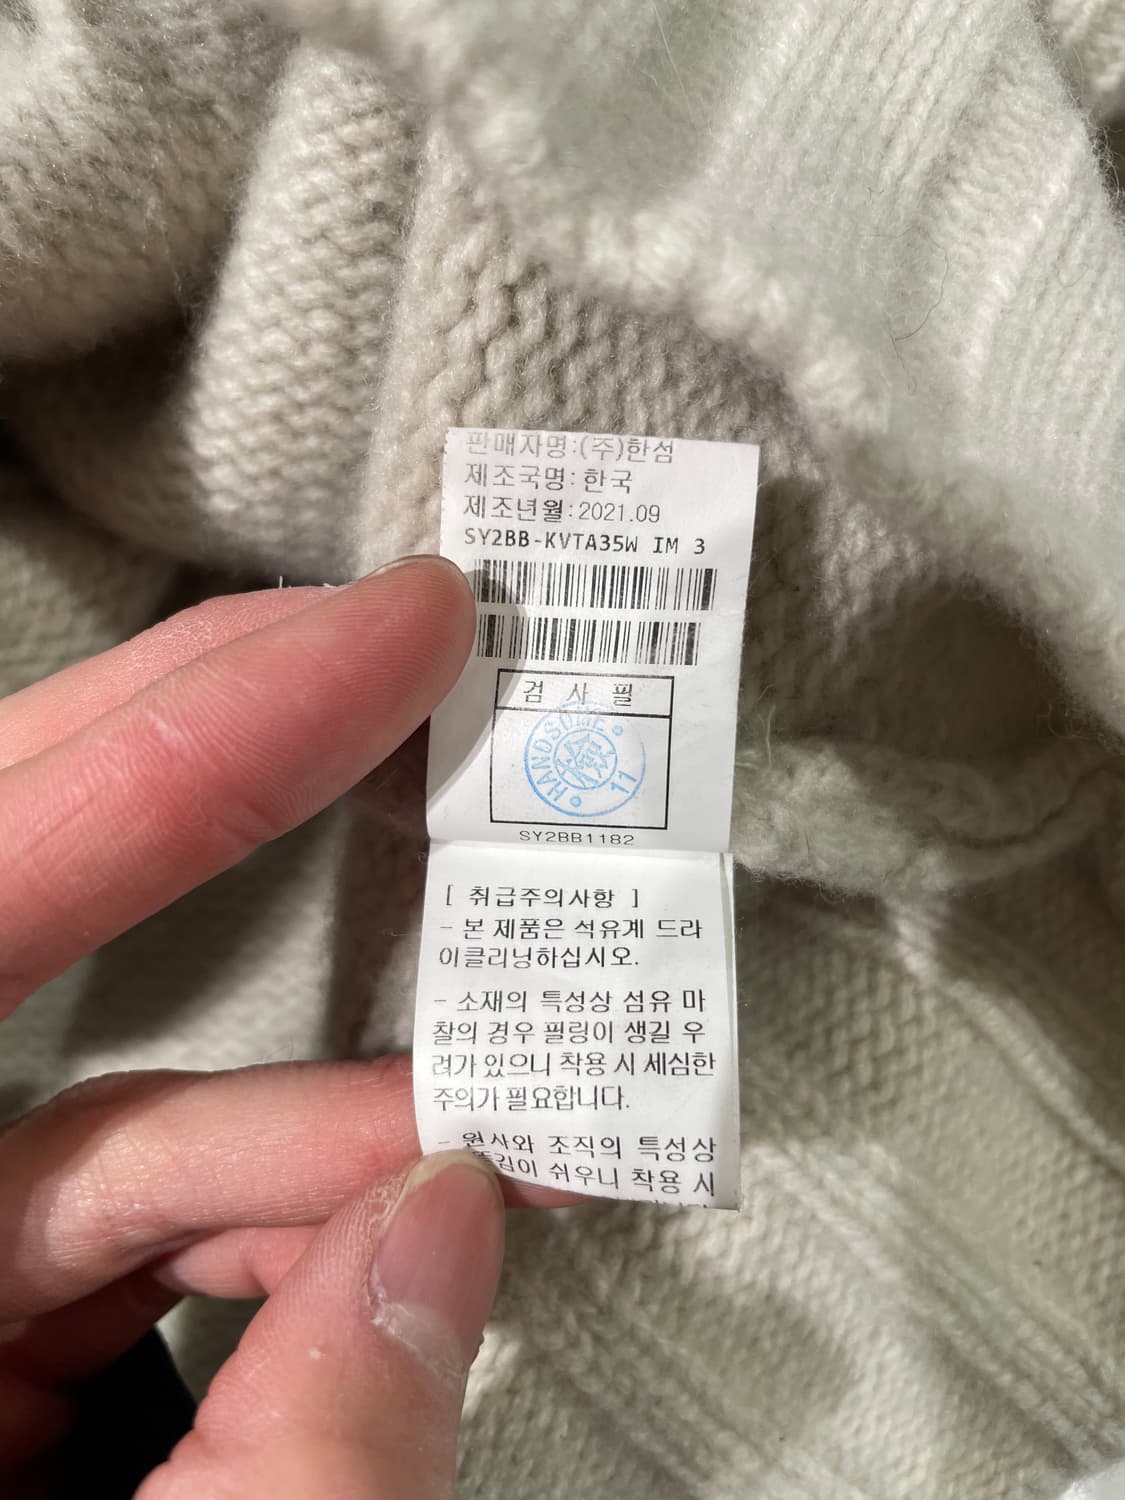 판매자명:(주)한섬
제조국명:한국
제조년월:2021.09
SY2BB-KVTA35W IM 3
검 사 필
HANDSOME
檢
11
SY2BB1182
[ 취급주의사항 ]
- 본 제품은 석유계 드라
이클리닝하십시오.
- 소재의 특성상 섬유 마
찰의 경우 필링이 생길 우
려가 있으니 착용 시 세심한
주의가 필요합니다.
- 원사와 조직의 특성상
쉬우니 착용 시